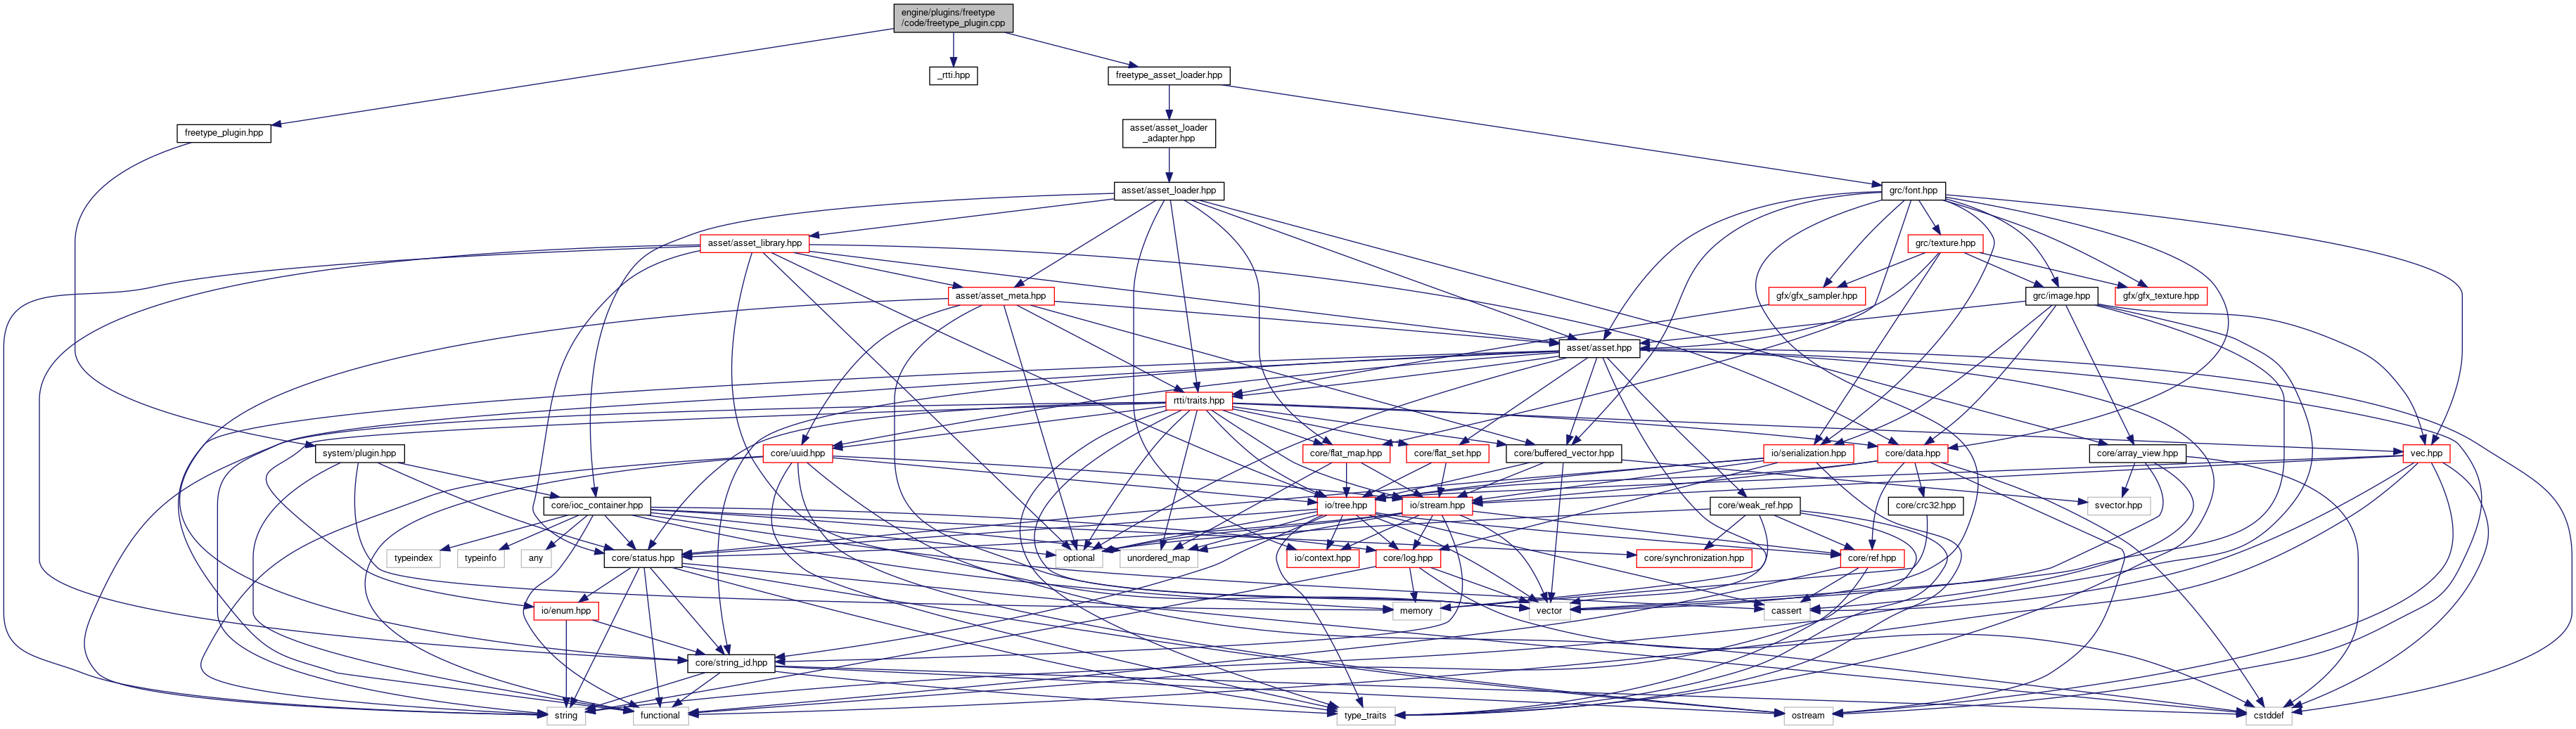 engine/plugins/freetype
/code/freetype_plugin.cpp
_rtti.hpp
freetype_asset_loader.hpp
freetype_plugin.hpp
asset/asset_loader
_adapter.hpp
asset/asset_loader.hpp
grc/font.hpp
asset/asset_library.hpp
grc/texture.hpp
asset/asset_meta.hpp
gfx/gfx_sampler.hpp
grc/image.hpp
gfx/gfx_texture.hpp
asset/asset.hpp
rtti/traits.hpp
system/plugin.hpp
core/uuid.hpp
core/flat_map.hpp
core/flat_set.hpp
core/buffered_vector.hpp
io/serialization.hpp
core/data.hpp
core/array_view.hpp
vec.hpp
core/ioc_container.hpp
io/tree.hpp
io/stream.hpp
core/weak_ref.hpp
core/crc32.hpp
svector.hpp
typeindex
typeinfo
any
core/status.hpp
optional
unordered_map
io/context.hpp
core/log.hpp
core/synchronization.hpp
core/ref.hpp
io/enum.hpp
memory
vector
cassert
core/string_id.hpp
string
functional
type_traits
ostream
cstddef